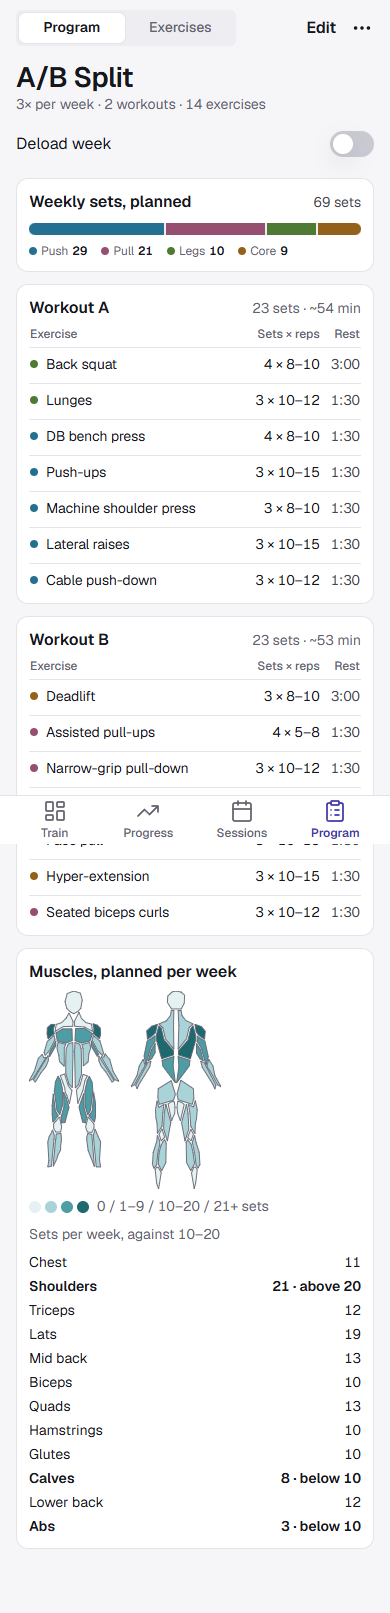 Program Exercises Edit ···
A/B Split
3× per week · 2 workouts · 14 exercises
Deload week
Weekly sets, planned 69 sets
Push 29 Pull 21 Legs 10 Core 9
Workout A 23 sets · ~54 min
Exercise Sets × reps Rest
Back squat 4 × 8–10 3:00
Lunges 3 × 10–12 1:30
DB bench press 4 × 8–10 1:30
Push-ups 3 × 10–15 1:30
Machine shoulder press 3 × 8–10 1:30
Lateral raises 3 × 10–15 1:30
Cable push-down 3 × 10–12 1:30
Workout B 23 sets · ~53 min
Exercise Sets × reps Rest
Deadlift 3 × 8–10 3:00
Assisted pull-ups 4 × 5–8 1:30
Narrow-grip pull-down 3 × 10–12 1:30
Train Progress Sessions Program
Hyper-extension 3 × 10–15 1:30
Seated biceps curls 3 × 10–12 1:30
Muscles, planned per week
0 / 1–9 / 10–20 / 21+ sets
Sets per week, against 10–20
Chest 11
Shoulders 21 · above 20
Triceps 12
Lats 19
Mid back 13
Biceps 10
Quads 13
Hamstrings 10
Glutes 10
Calves 8 · below 10
Lower back 12
Abs 3 · below 10